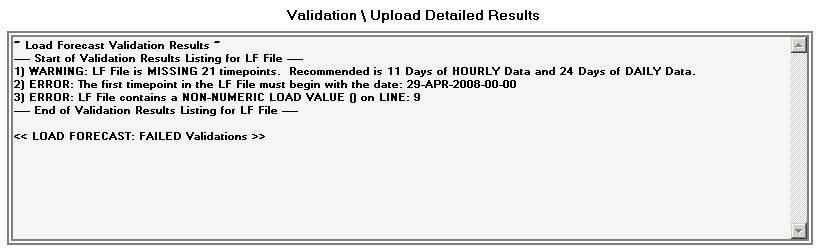 Validation \ Upload Detailed Results
~ Load Forecast Validation Results ~
---- Start of Validation Results Listing for LF File ----
1) WARNING: LF File is MISSING 21 timepoints.  Recommended is 11 Days of HOURLY Data and 24 Days of DAILY Data.
2) ERROR: The first timepoint in the LF File must begin with the date: 29-APR-2008-00-00
3) ERROR: LF File contains a NON-NUMERIC LOAD VALUE () on LINE: 9
---- End of Validation Results Listing for LF File ----
<< LOAD FORECAST: FAILED Validations >>